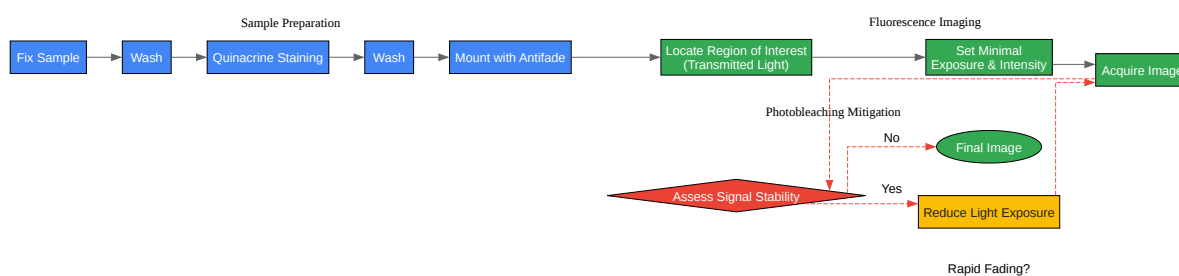 Sample Preparation
Fluorescence Imaging
Fix Sample
Wash
Quinacrine Staining
Wash
Mount with Antifade
Locate Region of Interest
(Transmitted Light)
Set Minimal
Exposure & Intensity
Acquire Image
Photobleaching Mitigation
No
Final Image
Assess Signal Stability
Yes
Reduce Light Exposure
Rapid Fading?